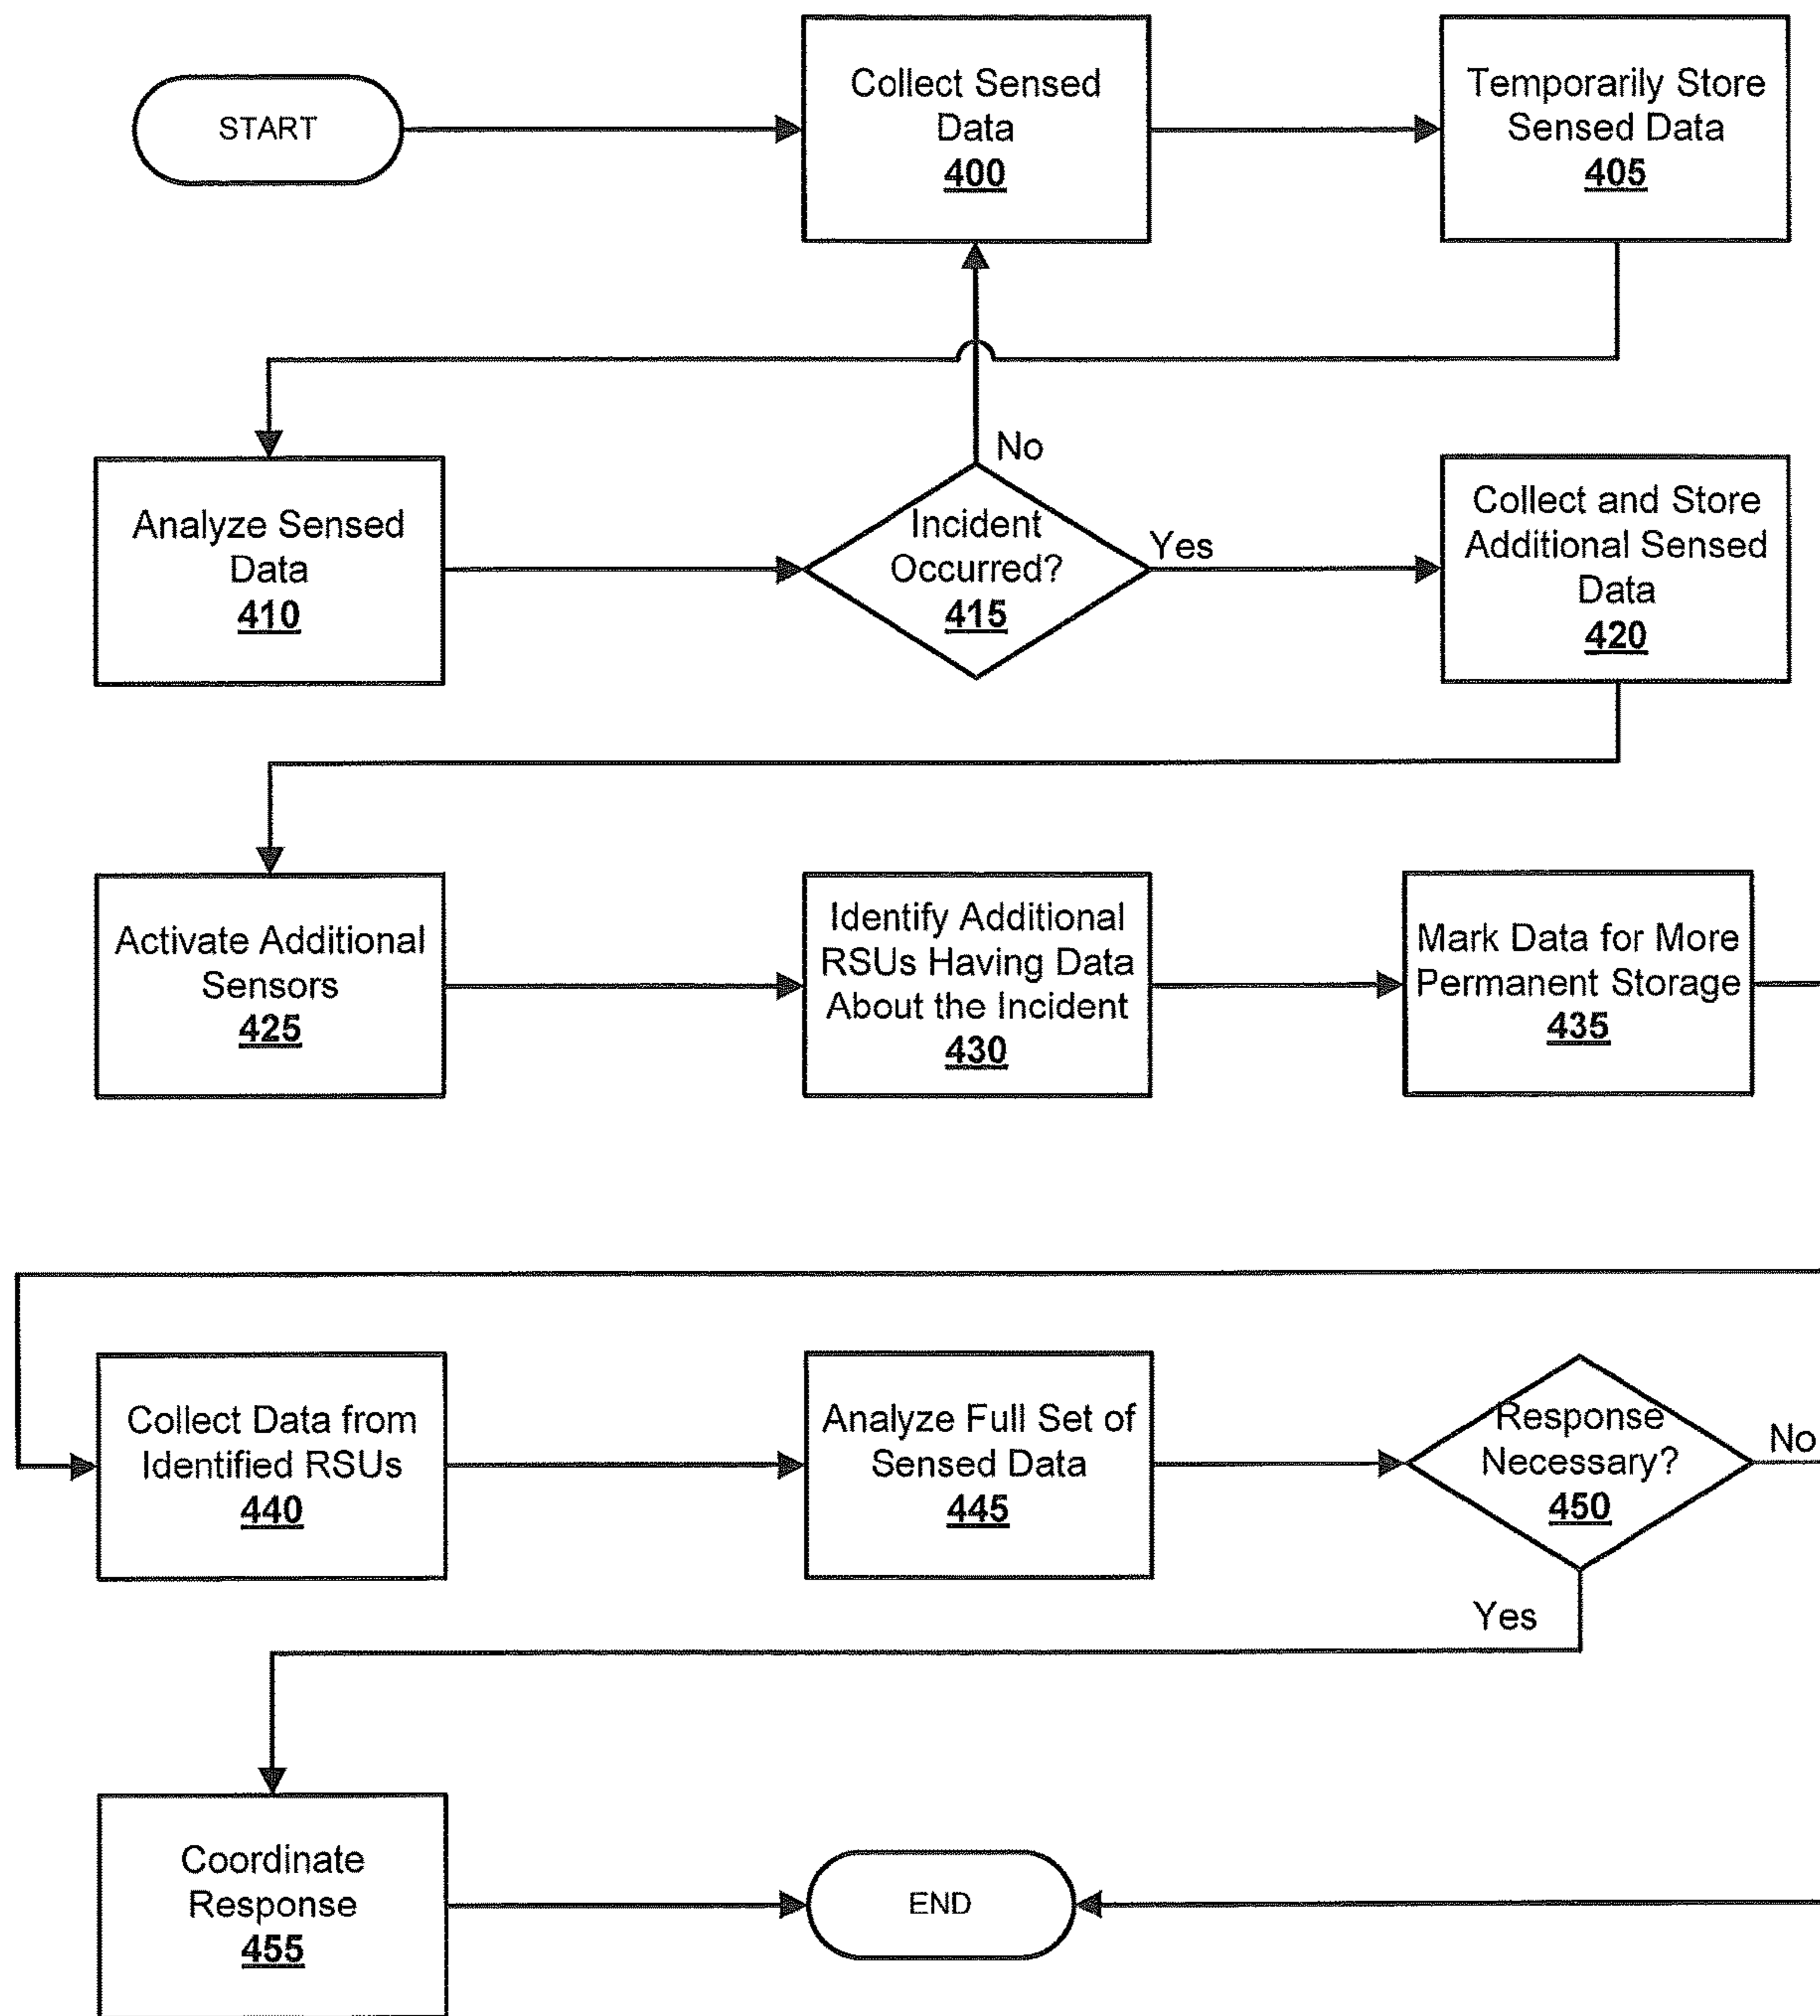 START
Collect Sensed
Data
400
Temporarily Store
Sensed Data
405
Analyze Sensed
Data
410
No
Incident
Occurred?
415
Yes
Collect and Store
Additional Sensed
Data
420
Activate Additional
Sensors
425
Identify Additional
RSUs Having Data
About the Incident
430
Mark Data for More
Permanent Storage
435
Collect Data from
Identified RSUs
440
Analyze Full Set of
Sensed Data
445
Response
Necessary?
450
No
Yes
Coordinate
Response
455
END